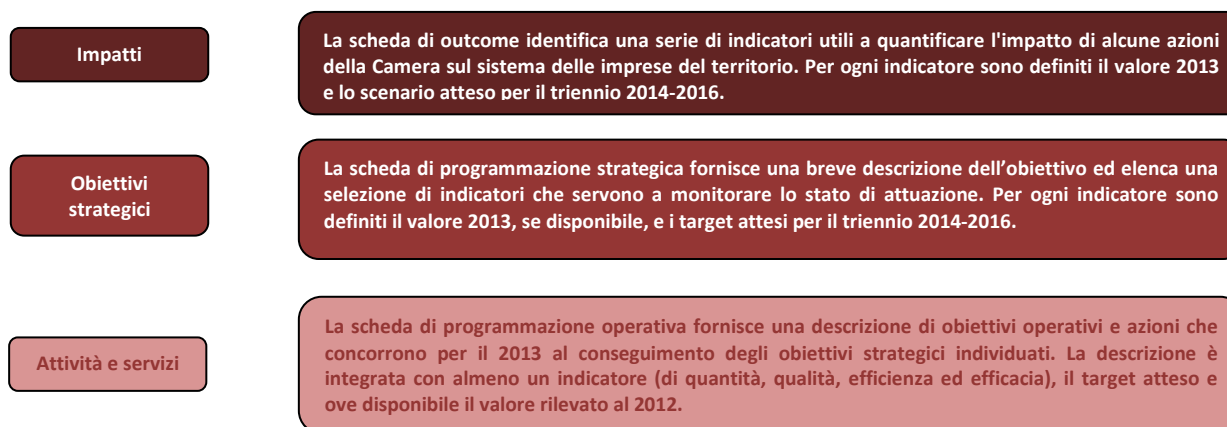 Impatti
La scheda di outcome identifica una serie di indicatori utili a quantificare l'impatto di alcune azioni
della Camera sul sistema delle imprese del territorio. Per ogni indicatore sono definiti il valore 2013
e lo scenario atteso per il triennio 2014-2016.
Obiettivi
strategici
La scheda di programmazione strategica fornisce una breve descrizione dell’obiettivo ed elenca una
selezione di indicatori che servono a monitorare lo stato di attuazione. Per ogni indicatore sono
definiti il valore 2013, se disponibile, e i target attesi per il triennio 2014-2016.
Attività e servizi
La scheda di programmazione operativa fornisce una descrizione di obiettivi operativi e azioni che
concorrono per il 2013 al conseguimento degli obiettivi strategici individuati. La descrizione è
integrata con almeno un indicatore (di quantità, qualità, efficienza ed efficacia), il target atteso e
ove disponibile il valore rilevato al 2012.